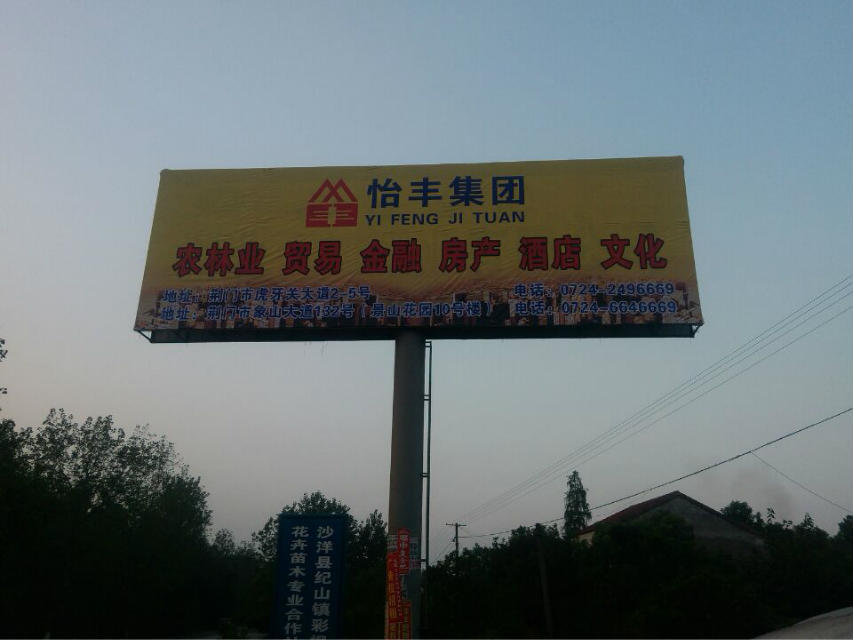 怡丰集团
YI FENG JI TUAN
农林业 贸易 金融 房产 酒店 文化
地址：荆门市虎牙关大道2-5号 电话：0724-2496669
地址：荆门市象山大道132号（景山花园10号楼） 电话：0724-6646669
沙洋县纪山镇彩
花卉苗木专业合作